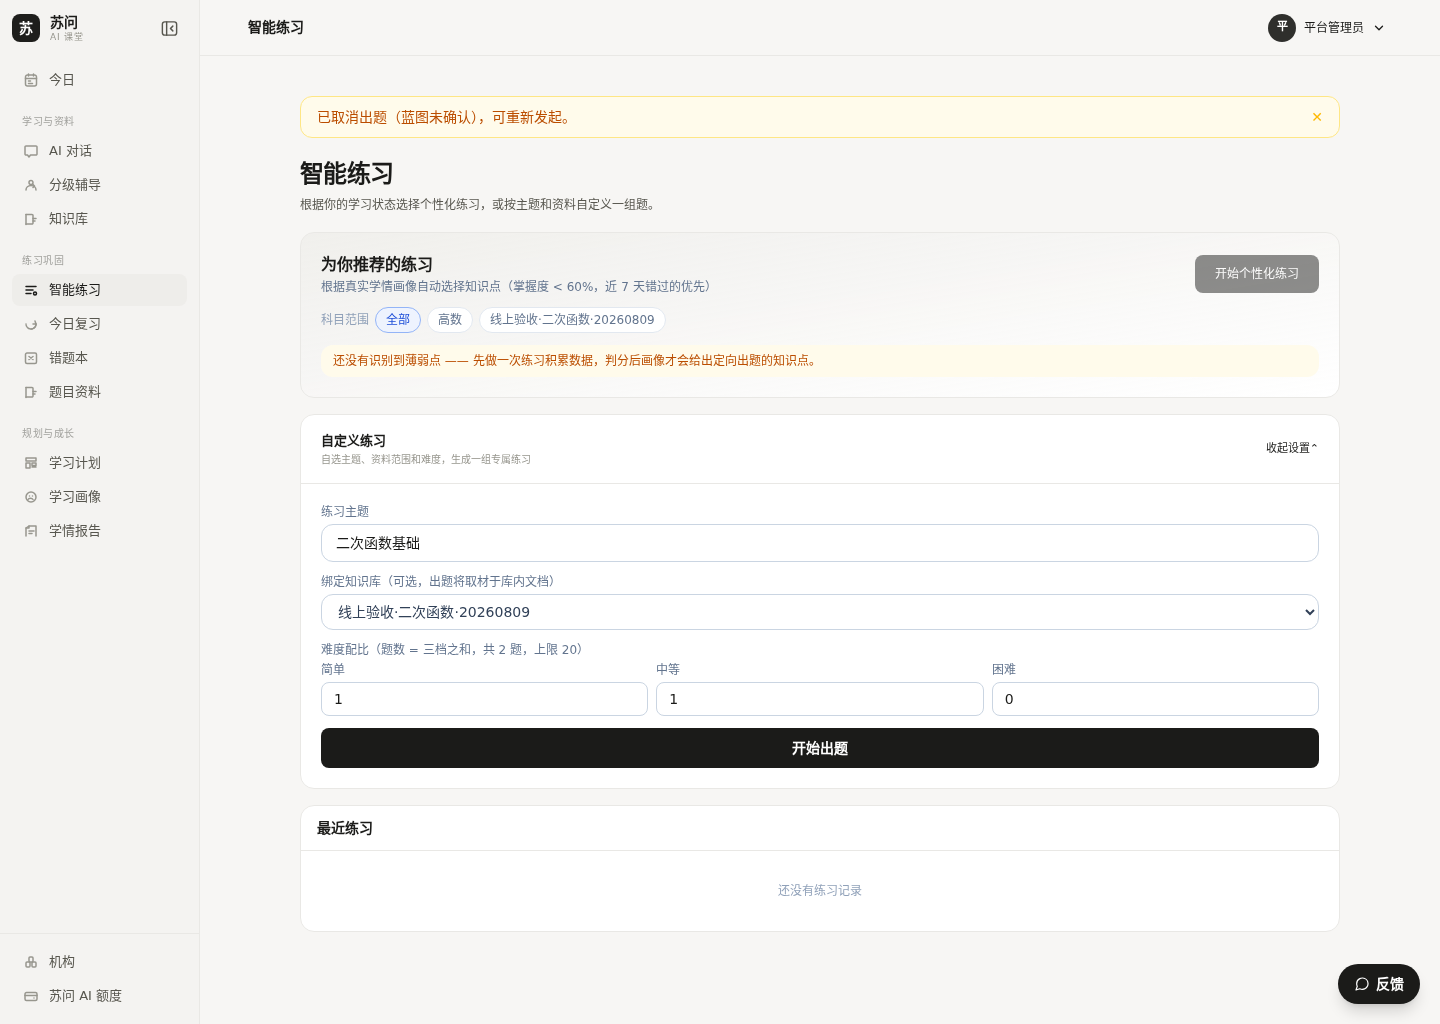 苏
苏问
AI 课堂
今日
学习与资料
AI 对话
分级辅导
知识库
练习巩固
智能练习
今日复习
错题本
题目资料
规划与成长
学习计划
学习画像
学情报告
机构
苏问 AI 额度
智能练习
平
平台管理员
已取消出题（蓝图未确认），可重新发起。
✕
智能练习
根据你的学习状态选择个性化练习，或按主题和资料自定义一组题。
为你推荐的练习
根据真实学情画像自动选择知识点（掌握度 < 60%，近 7 天错过的优先）
开始个性化练习
科目范围 全部 高数 线上验收·二次函数·20260809
还没有识别到薄弱点 —— 先做一次练习积累数据，判分后画像才会给出定向出题的知识点。
自定义练习
自选主题、资料范围和难度，生成一组专属练习
收起设置⌃
练习主题
二次函数基础
绑定知识库（可选，出题将取材于库内文档）
线上验收·二次函数·20260809
难度配比（题数 = 三档之和，共 2 题，上限 20）
简单 中等 困难
1 1 0
开始出题
最近练习
还没有练习记录
反馈